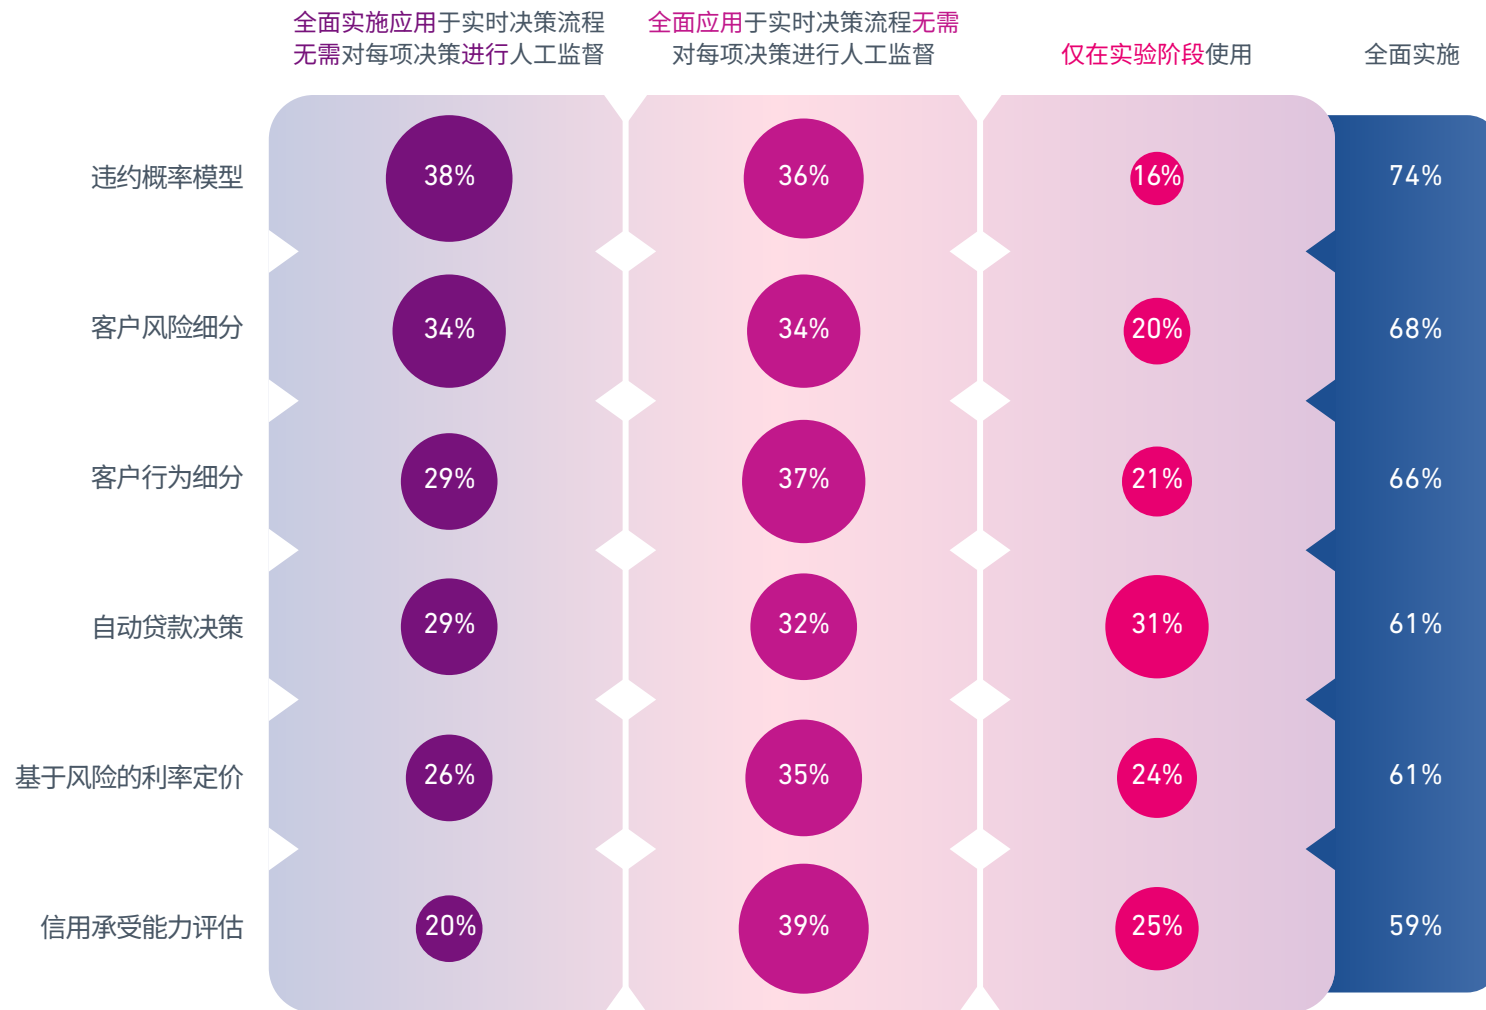 全面实施应用于实时决策流程
无需对每项决策进行人工监督
全面应用于实时决策流程无需
对每项决策进行人工监督
仅在实验阶段使用
全面实施
违约概率模型
38%
36%
16%
74%
客户风险细分
34%
34%
20%
68%
客户行为细分
29%
37%
21%
66%
自动贷款决策
29%
32%
31%
61%
基于风险的利率定价
26%
35%
24%
61%
信用承受能力评估
20%
39%
25%
59%